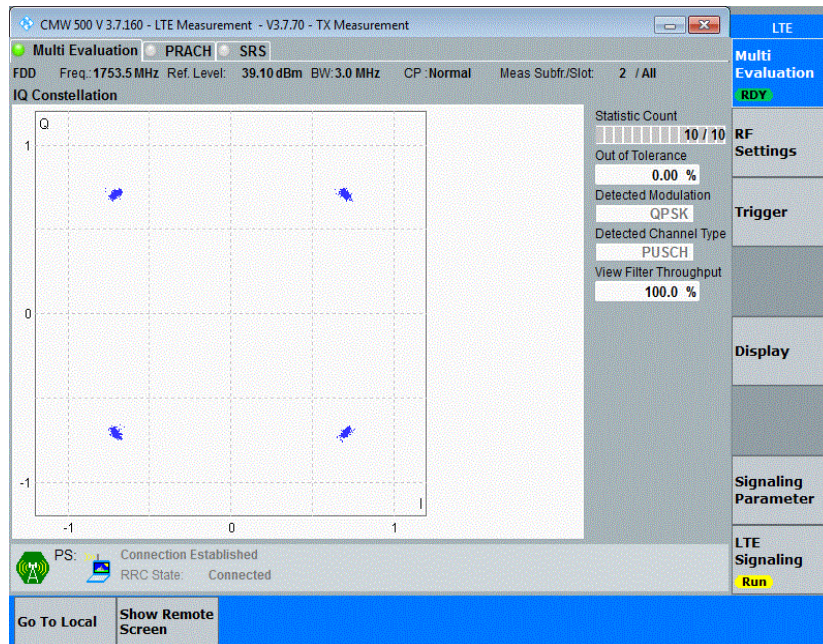 CMW 500 V 3.7.160 - LTE Measurement - V3.7.70 - TX Measurement
LTE
Multi Evaluation PRACH SRS
FDD Freq.: 1753.5 MHz Ref. Level: 39.10 dBm BW: 3.0 MHz CP : Normal Meas Subfr./Slot: 2 / All
IQ Constellation
Q
1
0
-1
I
-1 0 1
Statistic Count
10 / 10
Out of Tolerance
0.00 %
Detected Modulation
QPSK
Detected Channel Type
PUSCH
View Filter Throughput
100.0 %
Multi
Evaluation
RDY
RF
Settings
Trigger
Display
Signaling
Parameter
LTE
Signaling
Run
PS: Connection Established
RRC State: Connected
Go To Local
Show Remote
Screen